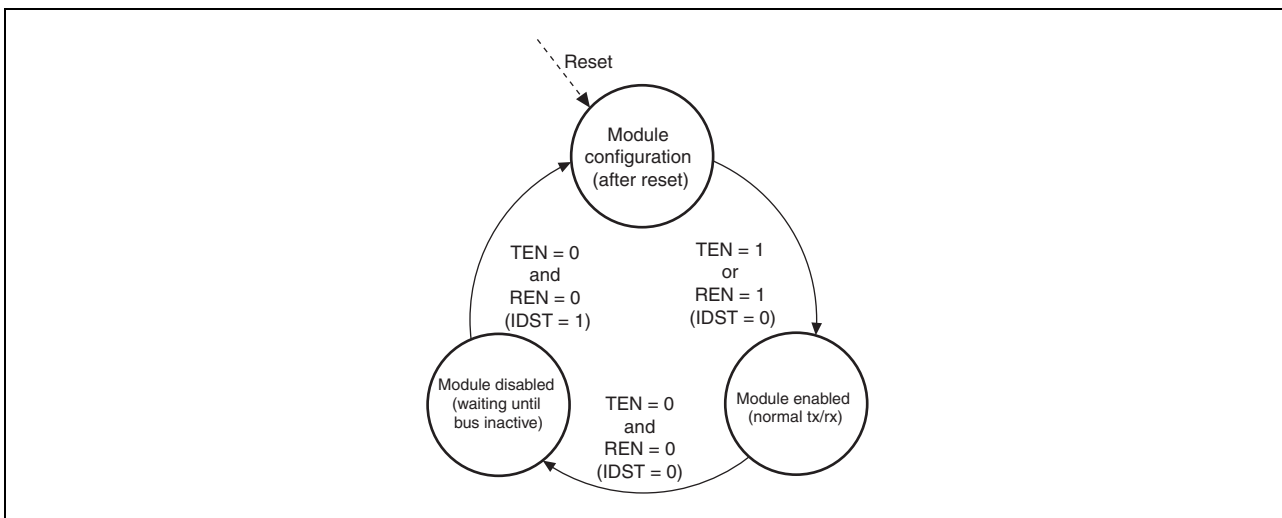 Reset
Module
configuration
(after reset)
TEN = 0
and
REN = 0
(IDST = 1)
TEN = 1
or
REN = 1
(IDST = 0)
Module disabled
(waiting until
bus inactive)
TEN = 0
and
REN = 0
(IDST = 0)
Module enabled
(normal tx/rx)